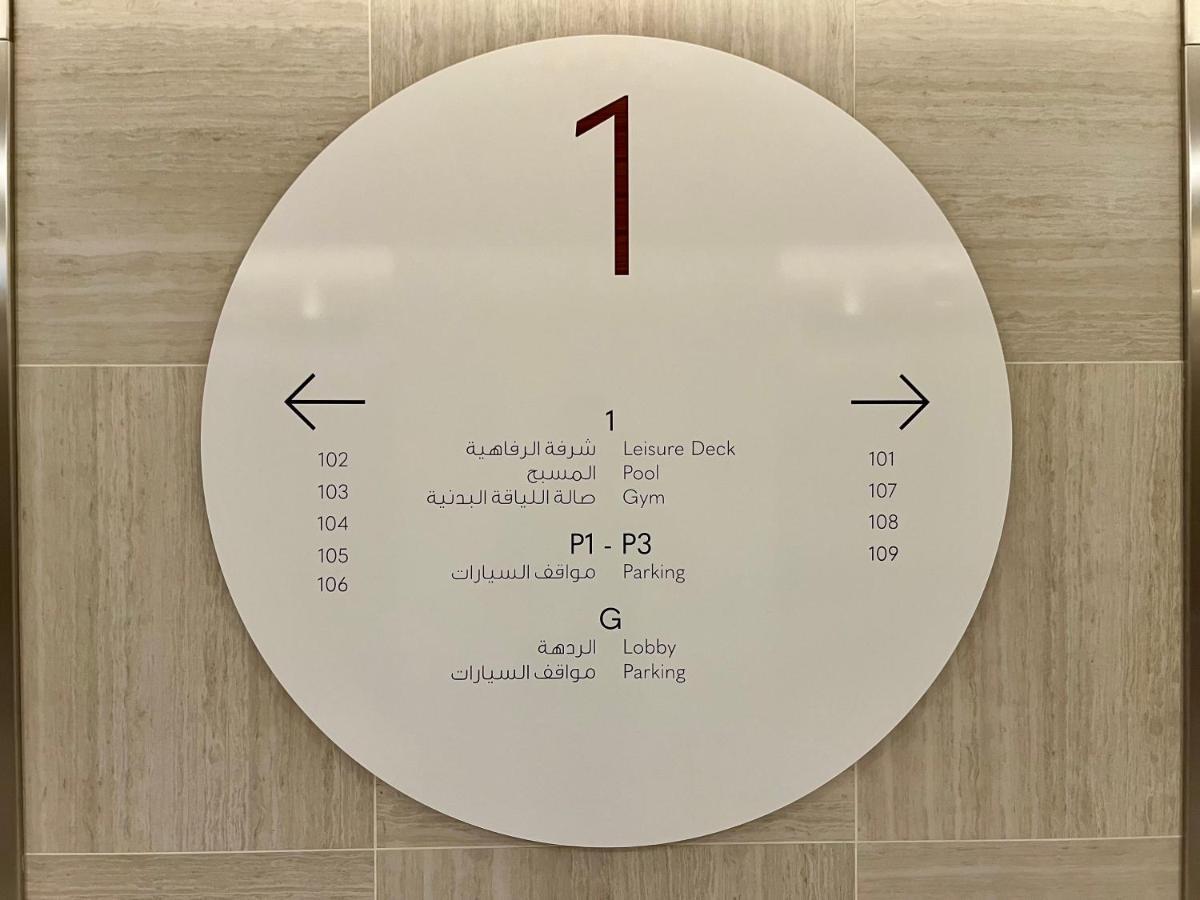 1
←
102
103
104
105
106
1
شرفة الرفاهية Leisure Deck
المسبح Pool
صالة اللياقة البدنية Gym
P1 - P3
مواقف السيارات Parking
G
الردهة Lobby
مواقف السيارات Parking
→
101
107
108
109